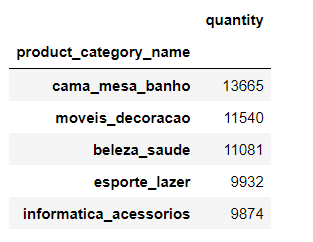 quantity
product_category_name
cama_mesa_banho 13665
moveis_decoracao 11540
beleza_saude 11081
esporte_lazer 9932
informatica_acessorios 9874